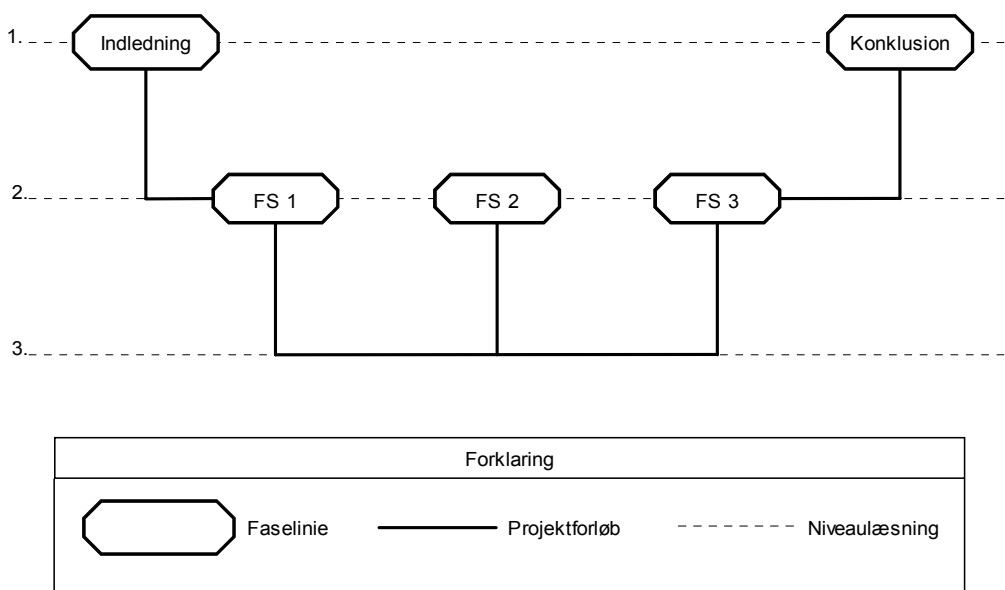 1. Indledning Konklusion
2. FS 1 FS 2 FS 3
3.
Forklaring
Faselinie Projektforløb Niveaulæsning